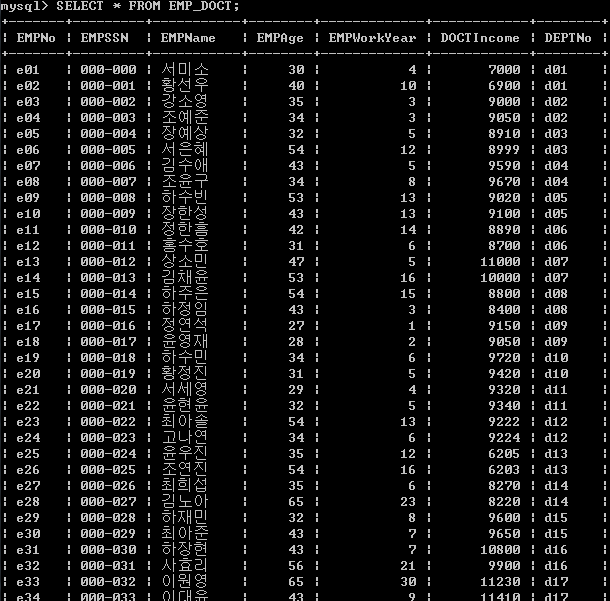 mysql> SELECT * FROM EMP_DOCT;
| EMPNo | EMPSSN | EMPName | EMPAge | EMPWorkYear | DOCTIncome | DEPTNo |
| e01 | 000-000 | 서미소 | 30 | 4 | 7000 | d01 |
| e02 | 000-001 | 황선우 | 40 | 10 | 6900 | d01 |
| e03 | 000-002 | 강소영 | 35 | 3 | 9000 | d02 |
| e04 | 000-003 | 조예준 | 34 | 3 | 9050 | d02 |
| e05 | 000-004 | 장예상 | 32 | 5 | 8910 | d03 |
| e06 | 000-005 | 서은혜 | 54 | 12 | 8999 | d03 |
| e07 | 000-006 | 김수애 | 43 | 5 | 9590 | d04 |
| e08 | 000-007 | 조윤구 | 34 | 8 | 9670 | d04 |
| e09 | 000-008 | 하수빈 | 53 | 13 | 9020 | d05 |
| e10 | 000-009 | 장한성 | 43 | 13 | 9100 | d05 |
| e11 | 000-010 | 정한흠 | 42 | 14 | 8890 | d06 |
| e12 | 000-011 | 홍수호 | 31 | 6 | 8700 | d06 |
| e13 | 000-012 | 상소민 | 47 | 5 | 11000 | d07 |
| e14 | 000-013 | 김채윤 | 53 | 16 | 10000 | d07 |
| e15 | 000-014 | 하주은 | 54 | 15 | 8800 | d08 |
| e16 | 000-015 | 하정임 | 43 | 3 | 8400 | d08 |
| e17 | 000-016 | 정연석 | 27 | 1 | 9150 | d09 |
| e18 | 000-017 | 윤영재 | 28 | 2 | 9050 | d09 |
| e19 | 000-018 | 하수민 | 34 | 6 | 9720 | d10 |
| e20 | 000-019 | 황정진 | 31 | 5 | 9420 | d10 |
| e21 | 000-020 | 서세영 | 29 | 4 | 9320 | d11 |
| e22 | 000-021 | 윤현윤 | 32 | 5 | 9340 | d11 |
| e23 | 000-022 | 최아솔 | 54 | 13 | 9222 | d12 |
| e24 | 000-023 | 고나연 | 34 | 6 | 9224 | d12 |
| e25 | 000-024 | 윤우진 | 35 | 12 | 6205 | d13 |
| e26 | 000-025 | 조연진 | 54 | 16 | 6203 | d13 |
| e27 | 000-026 | 최희섭 | 35 | 6 | 8270 | d14 |
| e28 | 000-027 | 김노아 | 65 | 23 | 8220 | d14 |
| e29 | 000-028 | 하재민 | 32 | 8 | 9600 | d15 |
| e30 | 000-029 | 최아준 | 43 | 7 | 9650 | d15 |
| e31 | 000-030 | 하장현 | 43 | 7 | 10800 | d16 |
| e32 | 000-031 | 사효리 | 56 | 21 | 9900 | d16 |
| e33 | 000-032 | 이원영 | 65 | 30 | 11230 | d17 |
| e34 | 000-033 | 이대유 | 43 | 9 | 11410 | d17 |